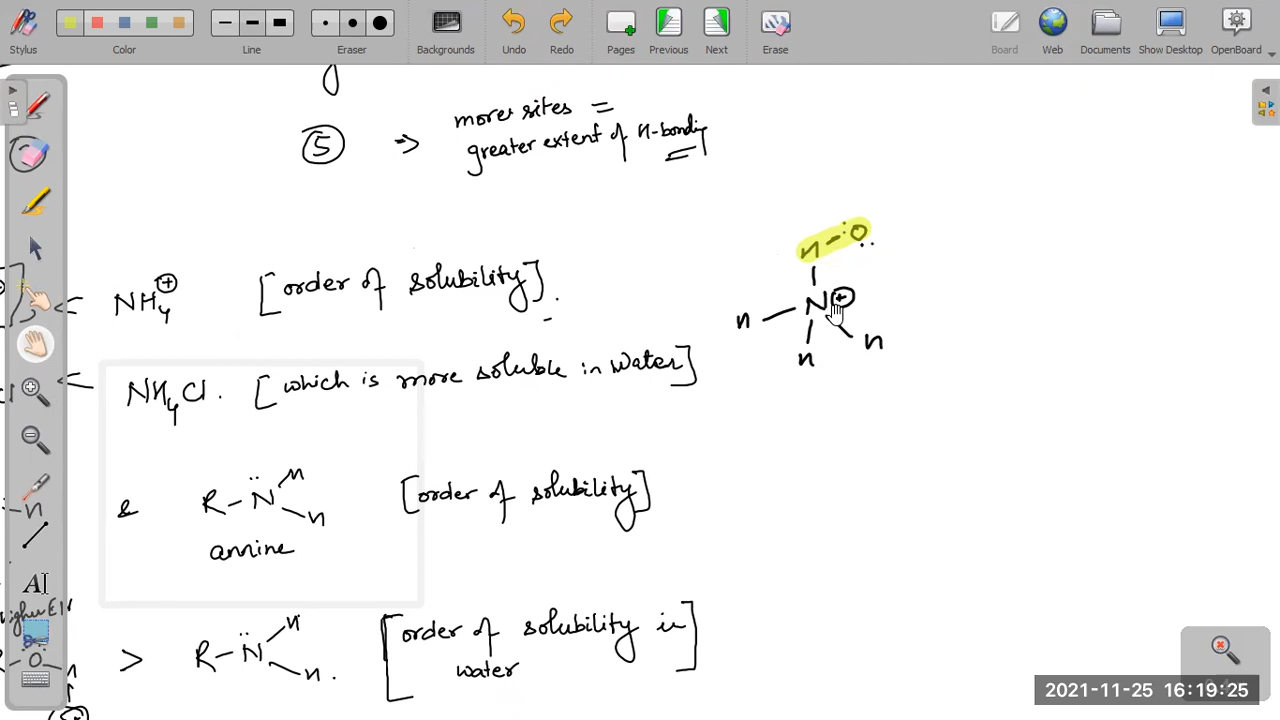 Stylus
Color
Line
Eraser
Backgrounds
Undo
Redo
Pages
Previous
Next
Erase
Board
Web
Documents
Show Desktop
OpenBoard
more sites =
⑤ => greater extent of H-bonding
H - O
NH4+ [order of solubility].
H N+ H
H
NH4Cl. [which is more soluble in water]
& R-N H H [order of solubility]
amine
higher EN
R-O H > R-N H H. [order of solubility in water]
2021-11-25 16:19:25